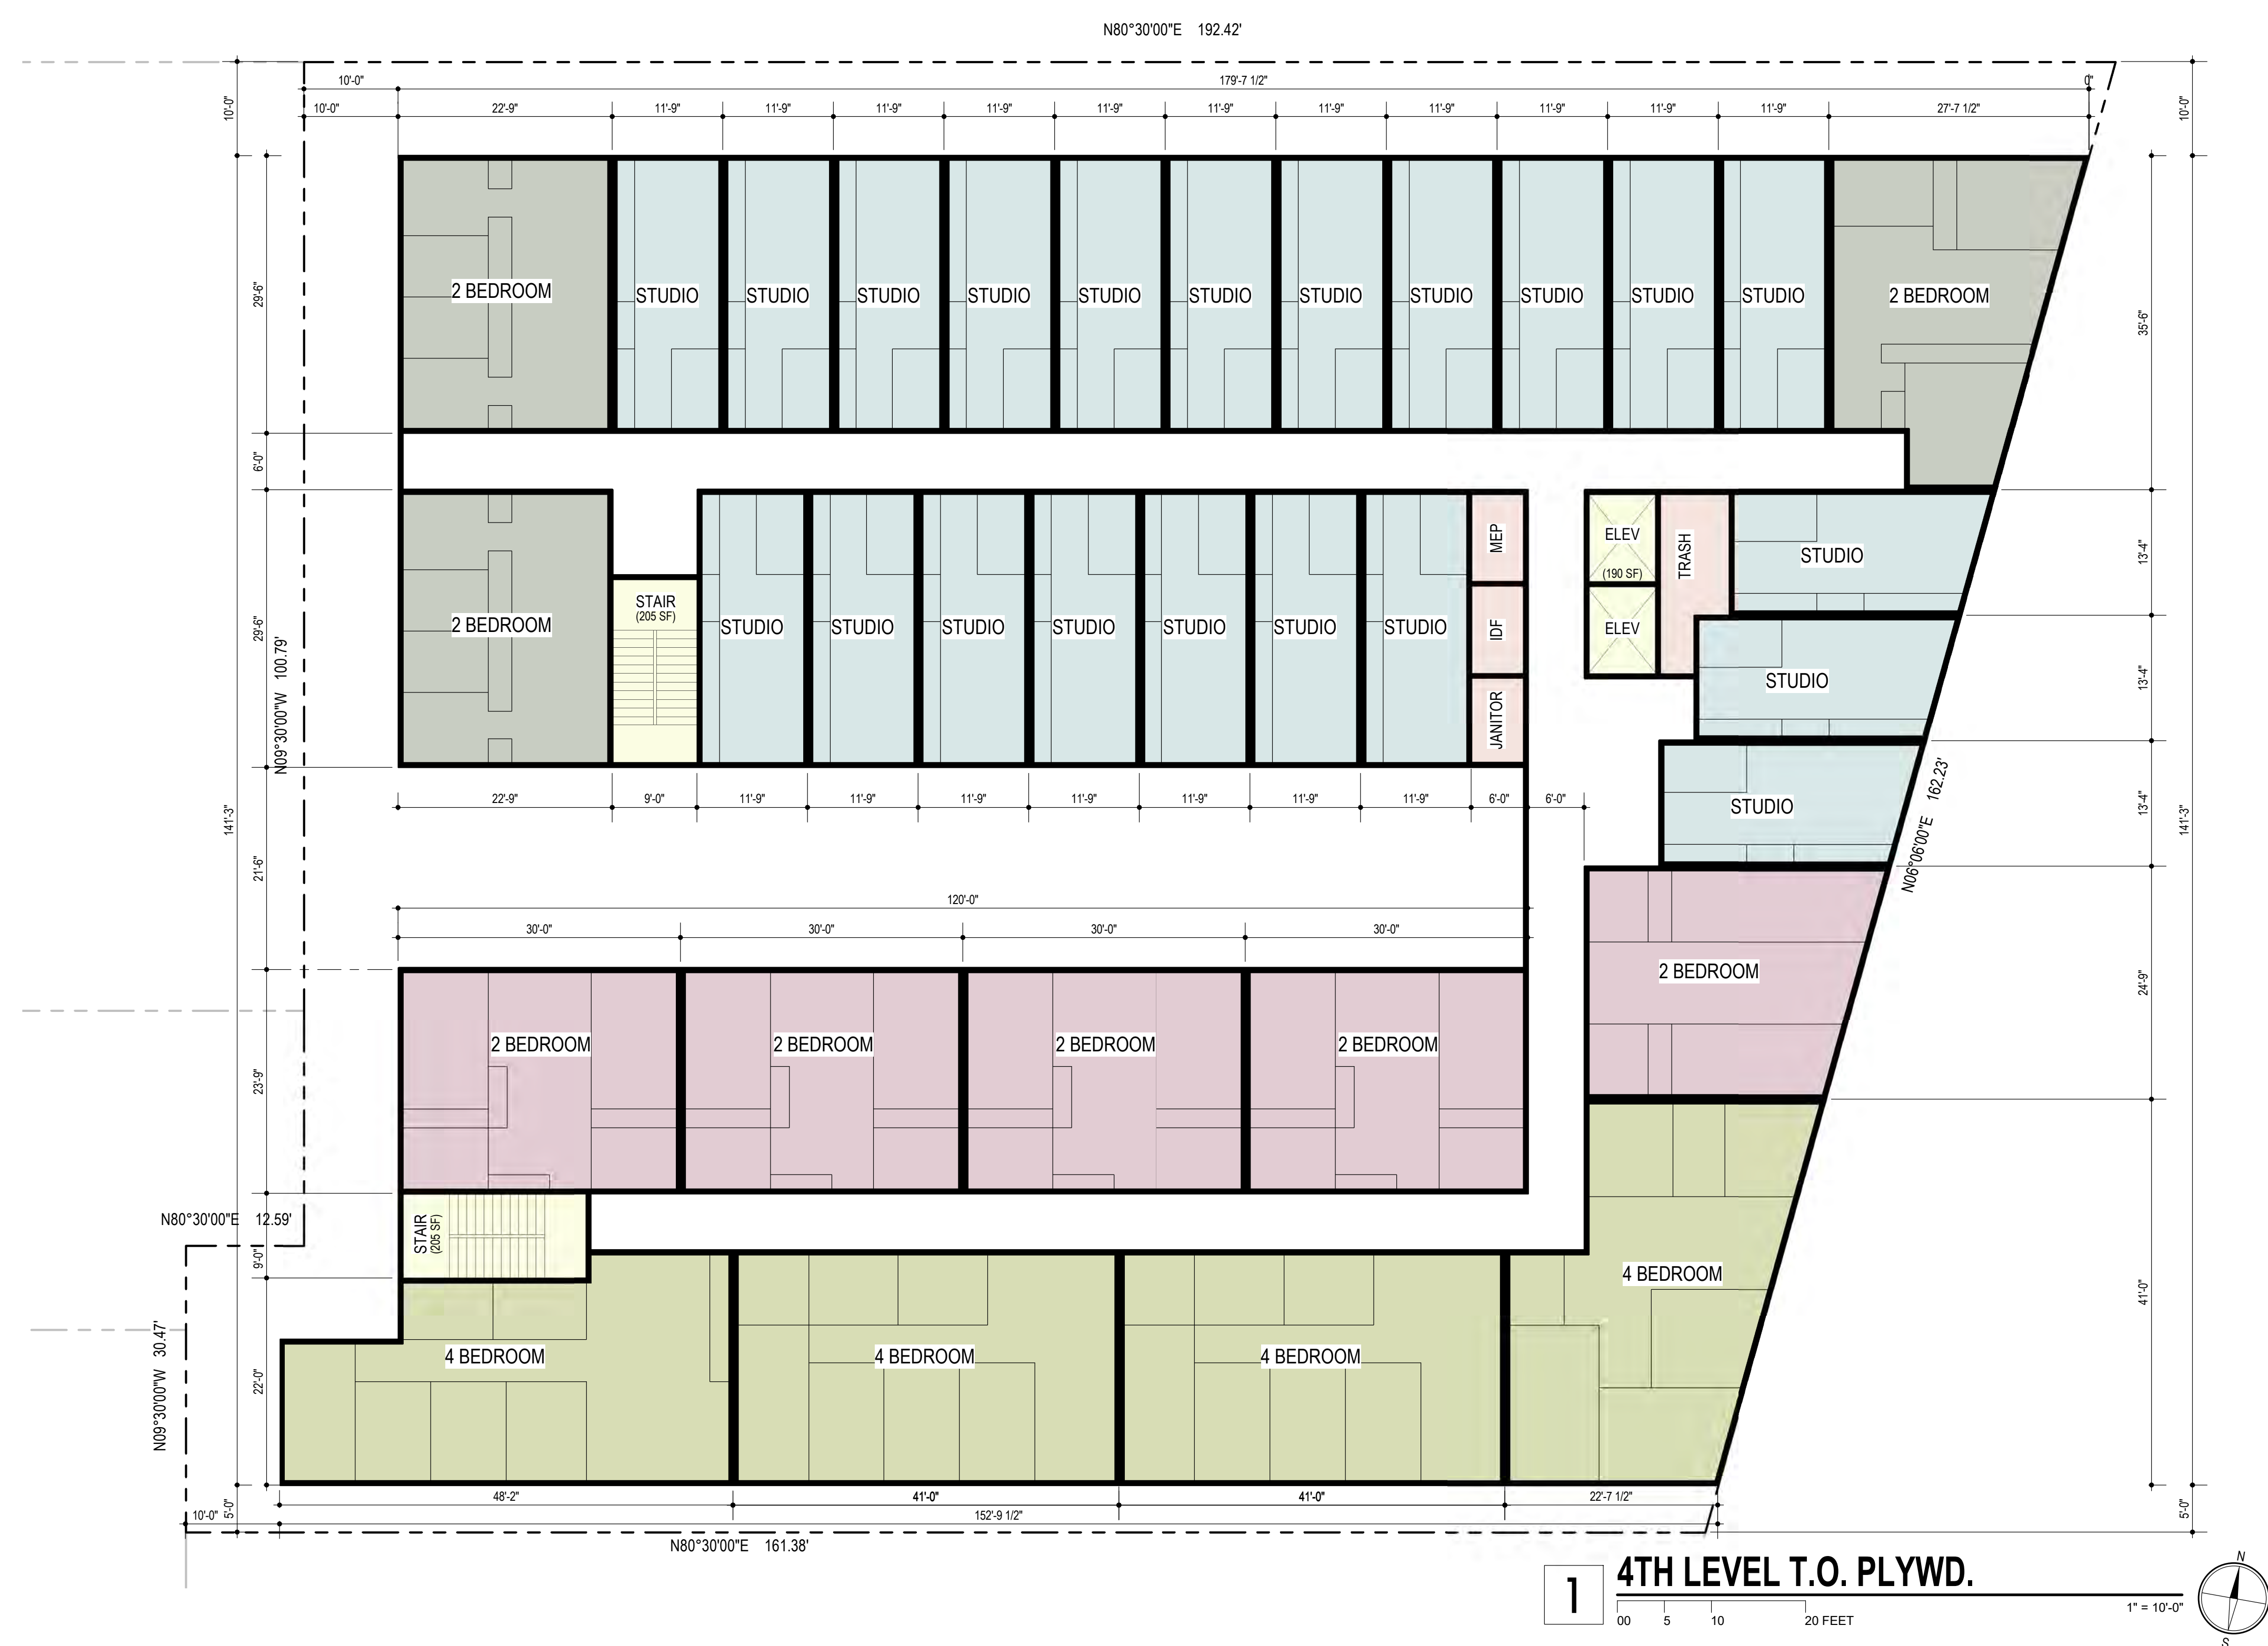 N80°30'00"E 192.42'
10'-0" 179'-7 1/2" 0"
10'-0" 22'-9" 11'-9" 11'-9" 11'-9" 11'-9" 11'-9" 11'-9" 11'-9" 11'-9" 11'-9" 11'-9" 11'-9" 27'-7 1/2"
10'-0"
10'-0"
2 BEDROOM STUDIO STUDIO STUDIO STUDIO STUDIO STUDIO STUDIO STUDIO STUDIO STUDIO STUDIO 2 BEDROOM
29'-6"
35'-6"
6'-0"
MEP
ELEV
(190 SF)
TRASH
STUDIO
13'-4"
2 BEDROOM
STAIR
(205 SF)
STUDIO STUDIO STUDIO STUDIO STUDIO STUDIO STUDIO
IDF
ELEV
29'-6"
STUDIO
13'-4"
JANITOR
N09°30'00"W 100.79'
22'-9" 9'-0" 11'-9" 11'-9" 11'-9" 11'-9" 11'-9" 11'-9" 11'-9" 6'-0" 6'-0"
STUDIO
13'-4"
141'-3"
141'-3"
N06°06'00"E 162.23'
21'-6"
120'-0"
30'-0" 30'-0" 30'-0" 30'-0"
2 BEDROOM
24'-9"
2 BEDROOM 2 BEDROOM 2 BEDROOM 2 BEDROOM
23'-9"
N80°30'00"E 12.59'
STAIR
(205 SF)
9'-0"
4 BEDROOM
41'-0"
4 BEDROOM 4 BEDROOM 4 BEDROOM
N09°30'00"W 30.47'
22'-0"
48'-2" 41'-0" 41'-0" 22'-7 1/2"
10'-0" 5'-0" 152'-9 1/2" 5'-0"
N80°30'00"E 161.38'
1 4TH LEVEL T.O. PLYWD.
00 5 10 20 FEET
1" = 10'-0"
N
S